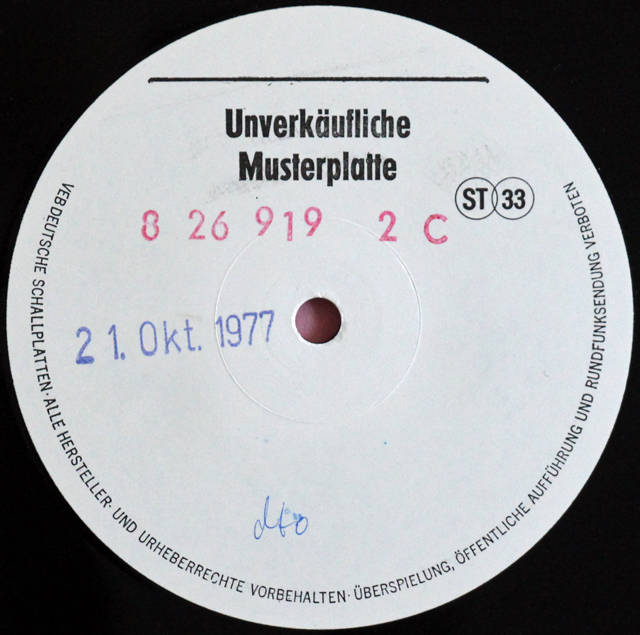 Unverkäufliche
Musterplatte
ST 33
8 26 919 2 C
21. Okt. 1977
dto
VEB DEUTSCHE SCHALLPLATTEN · ALLE HERSTELLER- UND URHEBERRECHTE VORBEHALTEN · ÜBERSPIELUNG, ÖFFENTLICHE AUFFÜHRUNG UND RUNDFUNKSENDUNG VERBOTEN